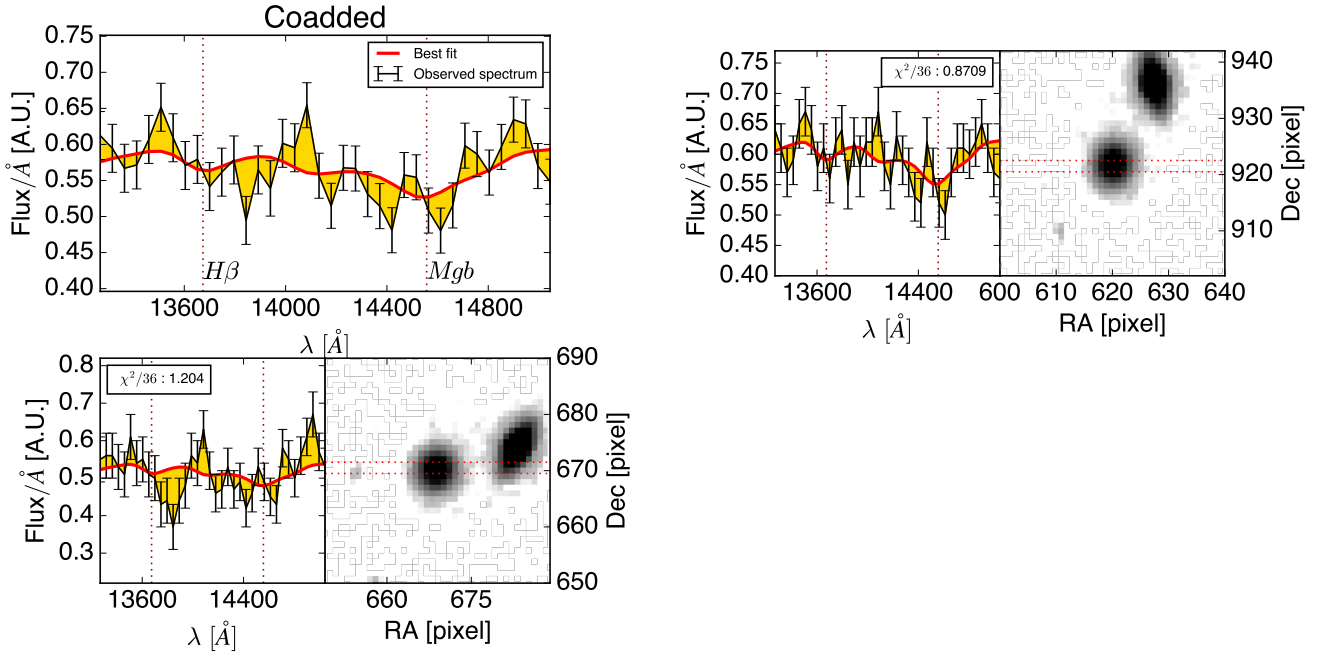 Coadded
0.75
0.70
0.65
0.60
0.55
0.50
0.45
0.40
Flux/Å [A.U.]
Best fit
Observed spectrum
Hβ
Mgb
13600 14000 14400 14800
λ [Å]
0.75
0.70
0.65
0.60
0.55
0.50
0.45
0.40
Flux/Å [A.U.]
χ²/36 : 0.8709
13600 14400
λ [Å]
940
930
920
910
Dec [pixel]
600 610 620 630 640
RA [pixel]
0.8
0.7
0.6
0.5
0.4
0.3
Flux/Å [A.U.]
χ²/36 : 1.204
13600 14400
λ [Å]
690
680
670
660
650
Dec [pixel]
660 675
RA [pixel]